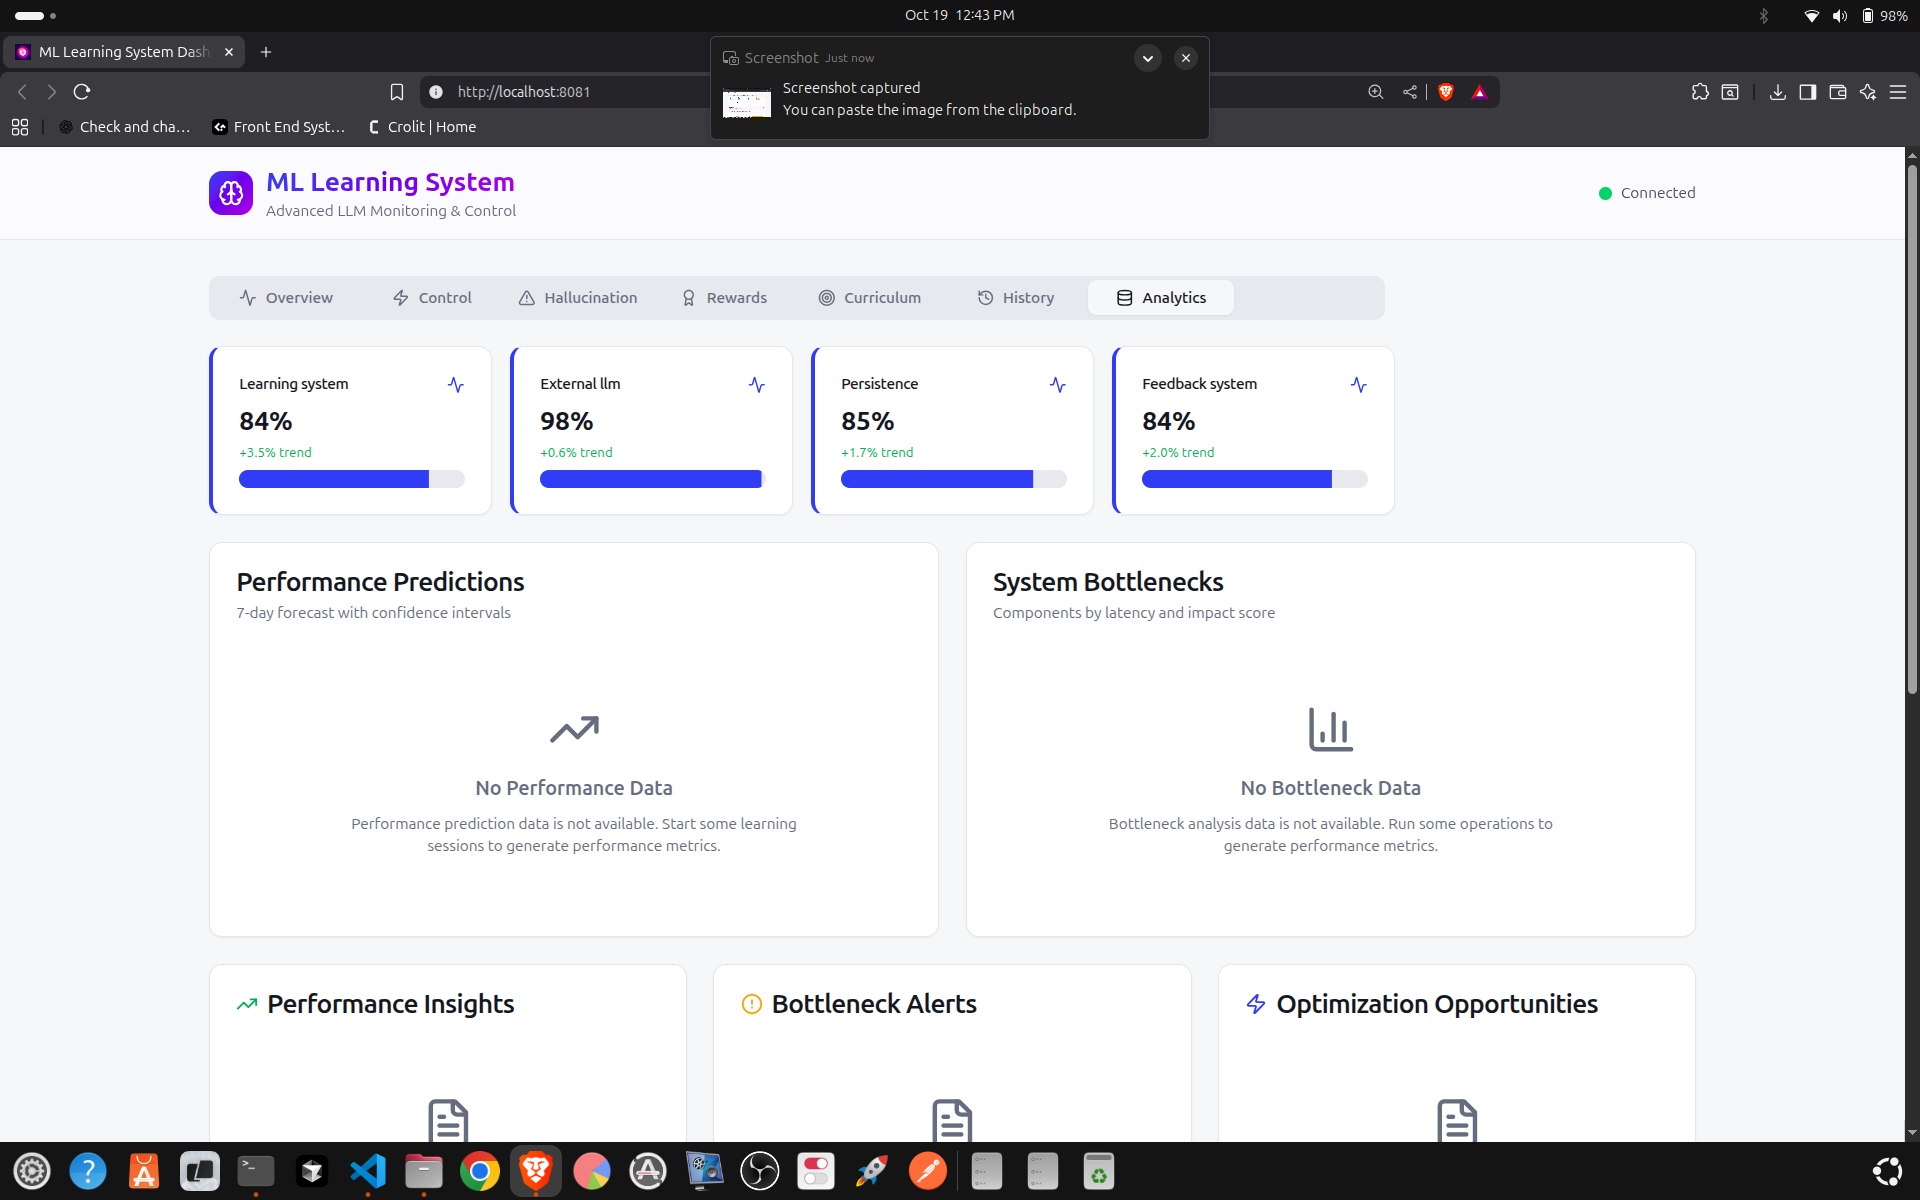 Oct 19 12:43 PM
98%
ML Learning System Dash
Screenshot Just now
Screenshot captured
You can paste the image from the clipboard.
http://localhost:8081
Check and cha…
Front End Syst…
Crolit | Home
ML Learning System
Advanced LLM Monitoring & Control
Connected
Overview
Control
Hallucination
Rewards
Curriculum
History
Analytics
Learning system
84%
+3.5% trend
External llm
98%
+0.6% trend
Persistence
85%
+1.7% trend
Feedback system
84%
+2.0% trend
Performance Predictions
7-day forecast with confidence intervals
No Performance Data
Performance prediction data is not available. Start some learning
sessions to generate performance metrics.
System Bottlenecks
Components by latency and impact score
No Bottleneck Data
Bottleneck analysis data is not available. Run some operations to
generate performance metrics.
Performance Insights
Bottleneck Alerts
Optimization Opportunities